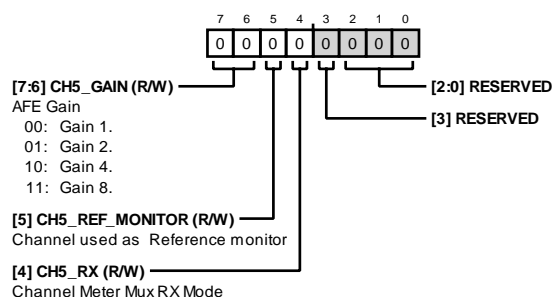 7 6 5 4 3 2 1 0
0 0 0 0 0 0 0 0
[7:6] CH5_GAIN (R/W)
AFE Gain
00: Gain 1.
01: Gain 2.
10: Gain 4.
11: Gain 8.
[5] CH5_REF_MONITOR (R/W)
Channel used as Reference monitor
[4] CH5_RX (R/W)
Channel Meter Mux RX Mode
[2:0] RESERVED
[3] RESERVED